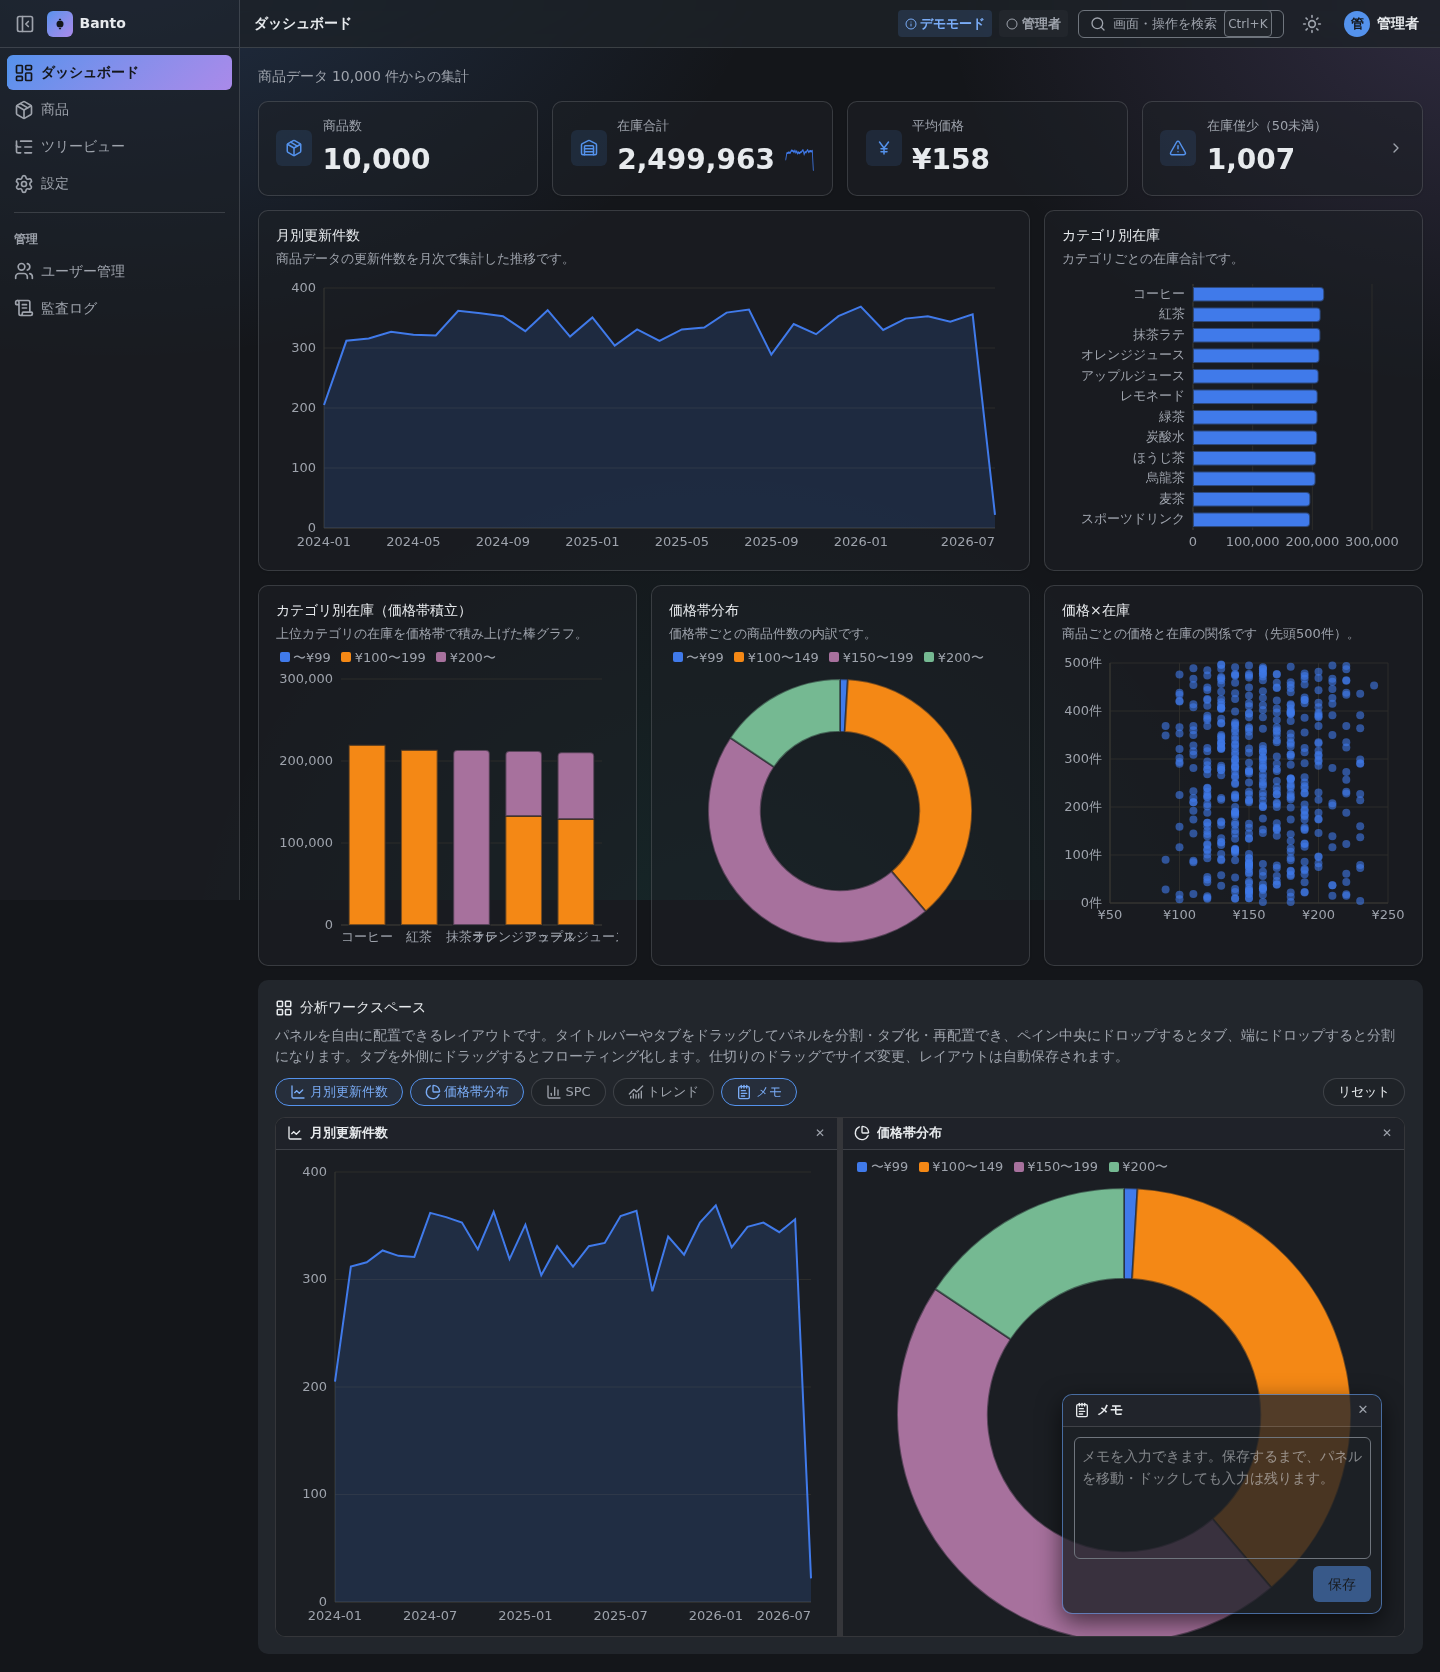 Banto
ダッシュボード
デモモード
管理者
画面・操作を検索 Ctrl+K
管 管理者
ダッシュボード
商品
ツリービュー
設定
管理
ユーザー管理
監査ログ
商品データ 10,000 件からの集計
商品数
10,000
在庫合計
2,499,963
平均価格
¥158
在庫僅少（50未満）
1,007
月別更新件数
商品データの更新件数を月次で集計した推移です。
400
300
200
100
0
2024-01 2024-05 2024-09 2025-01 2025-05 2025-09 2026-01 2026-07
カテゴリ別在庫
カテゴリごとの在庫合計です。
コーヒー
紅茶
抹茶ラテ
オレンジジュース
アップルジュース
レモネード
緑茶
炭酸水
ほうじ茶
烏龍茶
麦茶
スポーツドリンク
0 100,000 200,000 300,000
カテゴリ別在庫（価格帯積立）
上位カテゴリの在庫を価格帯で積み上げた棒グラフ。
〜¥99 ¥100〜199 ¥200〜
300,000
200,000
100,000
0
コーヒー 紅茶
価格帯分布
価格帯ごとの商品件数の内訳です。
〜¥99 ¥100〜149 ¥150〜199 ¥200〜
価格×在庫
商品ごとの価格と在庫の関係です（先頭500件）。
500件
400件
300件
200件
100件
0件
¥50 ¥100 ¥150 ¥200 ¥250
分析ワークスペース
パネルを自由に配置できるレイアウトです。タイトルバーやタブをドラッグしてパネルを分割・タブ化・再配置でき、ペイン中央にドロップするとタブ、端にドロップすると分割
になります。タブを外側にドラッグするとフローティング化します。仕切りのドラッグでサイズ変更、レイアウトは自動保存されます。
月別更新件数 価格帯分布 SPC トレンド メモ リセット
月別更新件数
400
300
200
100
0
2024-01 2024-07 2025-01 2025-07 2026-01 2026-07
価格帯分布
〜¥99 ¥100〜149 ¥150〜199 ¥200〜
メモ
メモを入力できます。保存するまで、パネル
を移動・ドックしても入力は残ります。
保存